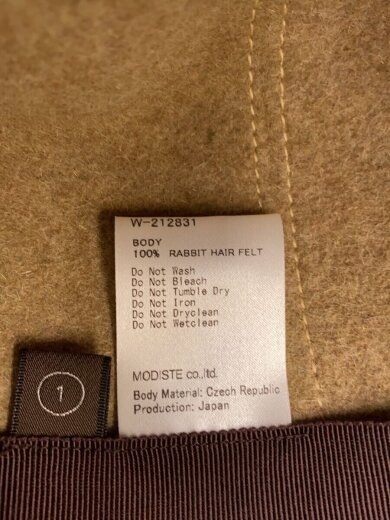 W-212831
BODY
100% RABBIT HAIR FELT
Do Not Wash
Do Not Bleach
Do Not Tumble Dry
Do Not Iron
Do Not Dryclean
Do Not Wetclean
MODISTE co.,ltd.
Body Material: Czech Republic
Production: Japan
1